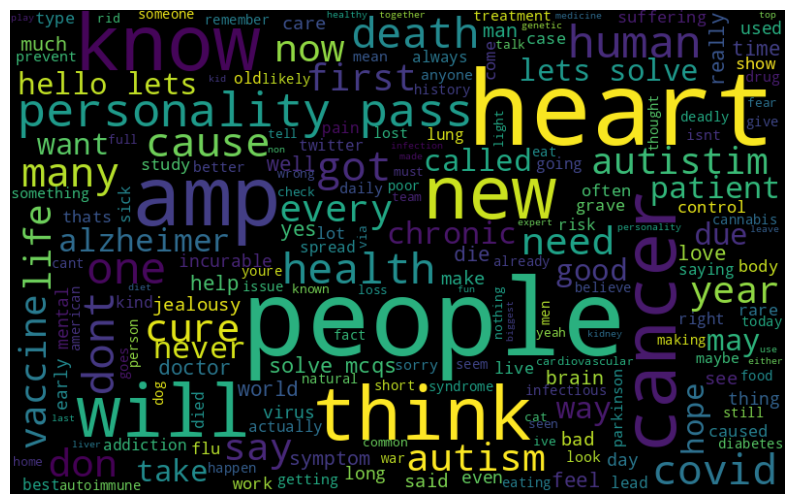 play type rid someone remember care treatment suffering used top
prevent much know now death man case human really time
hello lets old likely first mean always anyone come talk lets solve show drug
personality pass history heart
want cause study tell pain lost lung light thought deadly fear give isnt
many something full non twitter got well better called eat going autistim
amp new check wrong daily poor must team often grave patient
life thats sick every chronic risk control cannabis
alzheimer yes lot spread via die already expert personality leave need due love
one incurable youre health make good saying body
vaccine mental american kind diet help issue known loss fun believe rare
dont person jealousy people cancer year
cure fact biggest nothing men yeah kidney right today
early goes never solve mcqs sorry seem live cardiovascular making maybe may either use
doctor natural brain see food
will dog world short syndrome think infectious way hope thing
died virus actually cat parkinson caused still
last addiction liver flu common seen ive bad diabetes
don say symptom war autism look covid
home take happen long said even feel day
best autoimmune work getting eating lead
kid infection made genetic healthy together medicine